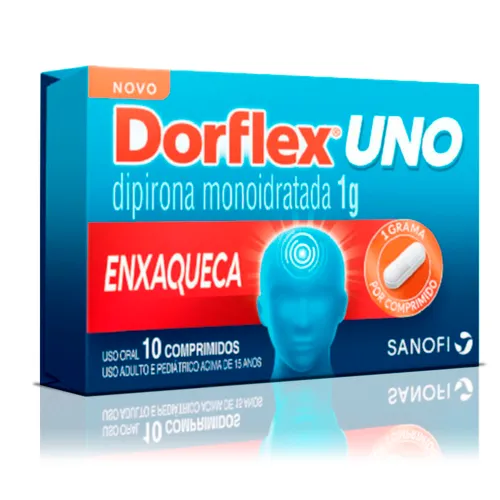 NOVO
Dorflex® UNO
dipirona monoidratada 1g
ENXAQUECA
1 GRAMA
POR COMPRIMIDO
USO ORAL 10 COMPRIMIDOS
USO ADULTO E PEDIÁTRICO ACIMA DE 15 ANOS
SANOFI